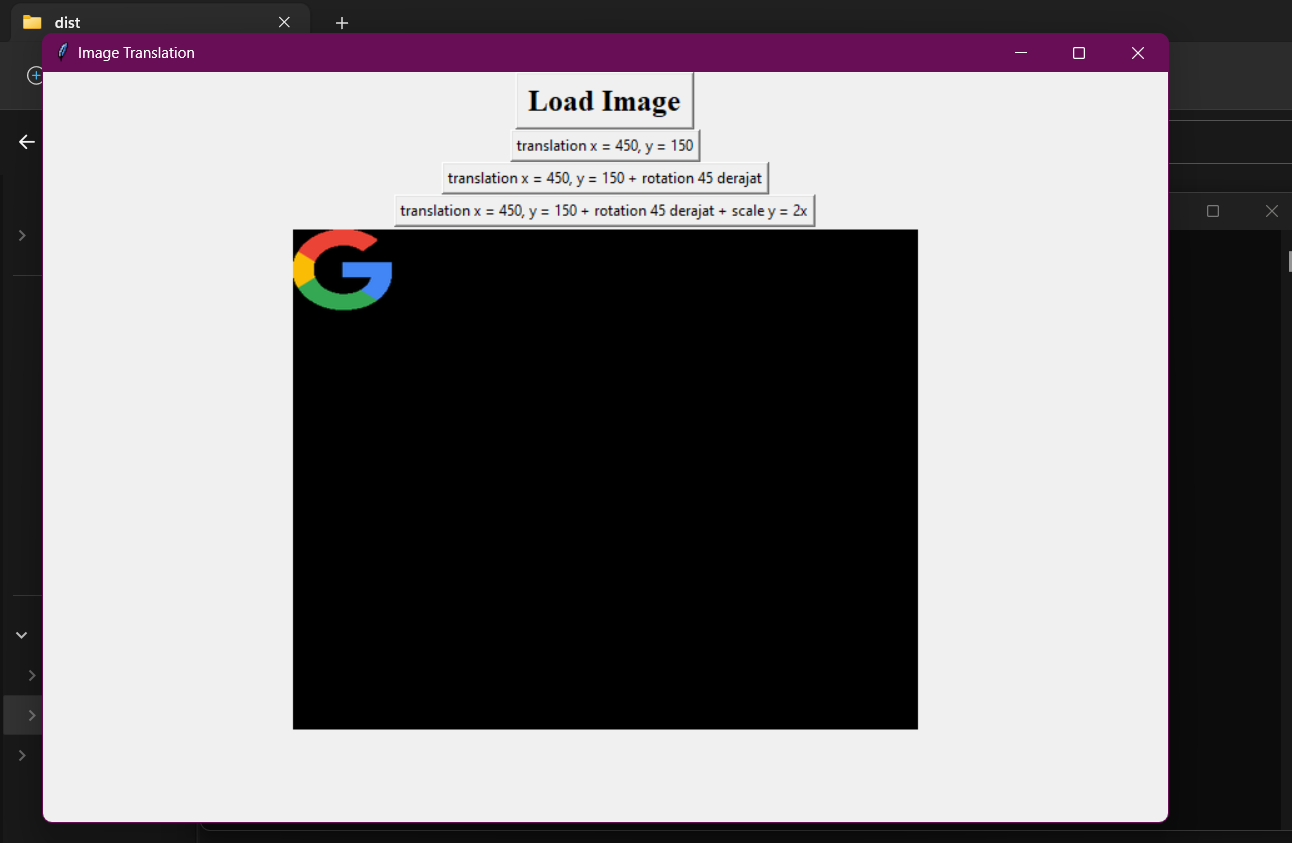 dist
Image Translation
Load Image
translation x = 450, y = 150
translation x = 450, y = 150 + rotation 45 derajat
translation x = 450, y = 150 + rotation 45 derajat + scale y = 2x
G